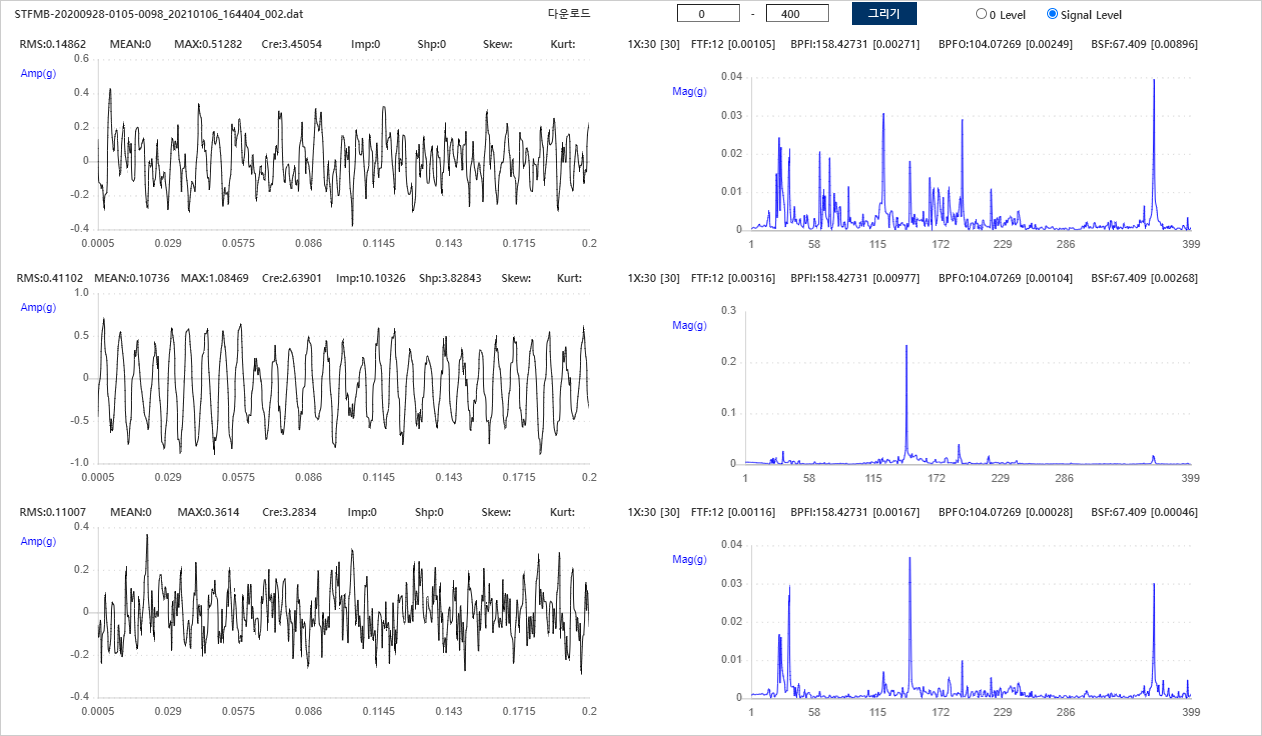 STFMB-20200928-0105-0098_20210106_164404_002.dat 다운로드 0 - 400 그리기 0 Level Signal Level
RMS:0.14862 MEAN:0 MAX:0.51282 Cre:3.45054 Imp:0 Shp:0 Skew: Kurt:
Amp(g)
0.6
0.4
0.2
0
-0.2
-0.4
0.0005 0.029 0.0575 0.086 0.1145 0.143 0.1715 0.2
1X:30 [30] FTF:12 [0.00105] BPFI:158.42731 [0.00271] BPFO:104.07269 [0.00249] BSF:67.409 [0.00896]
Mag(g)
0.04
0.03
0.02
0.01
0
1 58 115 172 229 286 399
RMS:0.41102 MEAN:0.10736 MAX:1.08469 Cre:2.63901 Imp:10.10326 Shp:3.82843 Skew: Kurt:
Amp(g)
1.0
0.5
0
-0.5
-1.0
0.0005 0.029 0.0575 0.086 0.1145 0.143 0.1715 0.2
1X:30 [30] FTF:12 [0.00316] BPFI:158.42731 [0.00977] BPFO:104.07269 [0.00104] BSF:67.409 [0.00268]
Mag(g)
0.3
0.2
0.1
0
1 58 115 172 229 286 399
RMS:0.11007 MEAN:0 MAX:0.3614 Cre:3.2834 Imp:0 Shp:0 Skew: Kurt:
Amp(g)
0.4
0.2
0
-0.2
-0.4
0.0005 0.029 0.0575 0.086 0.1145 0.143 0.1715 0.2
1X:30 [30] FTF:12 [0.00116] BPFI:158.42731 [0.00167] BPFO:104.07269 [0.00028] BSF:67.409 [0.00046]
Mag(g)
0.04
0.03
0.02
0.01
0
1 58 115 172 229 286 399